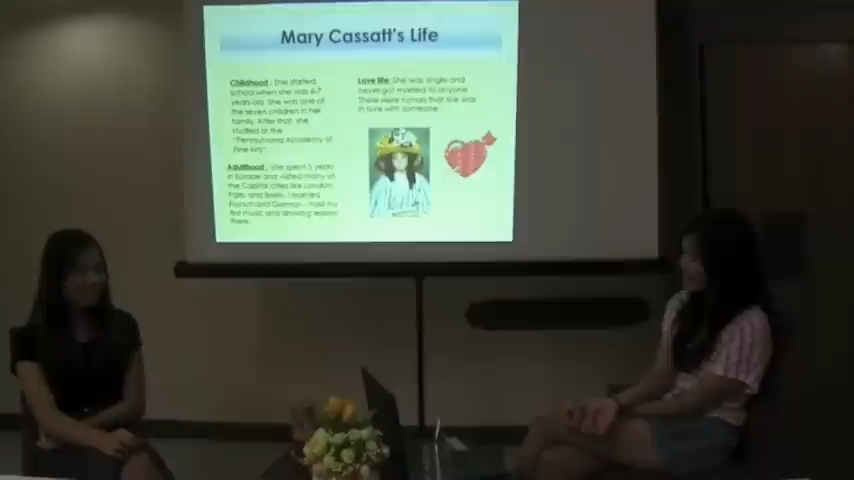 Mary Cassatt's Life
Childhood : She started
school when she was 6-7
years old. She was one of
the seven children in her
family. After that, she
studied at the
"Pennsylvania Academy of
Fine Arts"
Adulthood : She spent 5 years
in Europe and visited many of
the Capital cities like London,
Paris, and Berlin. I learned
French and German. I had my
first music and drawing lessons
there.
Love life: She was single and
never got married to anyone.
There were rumors that she was
in love with someone.